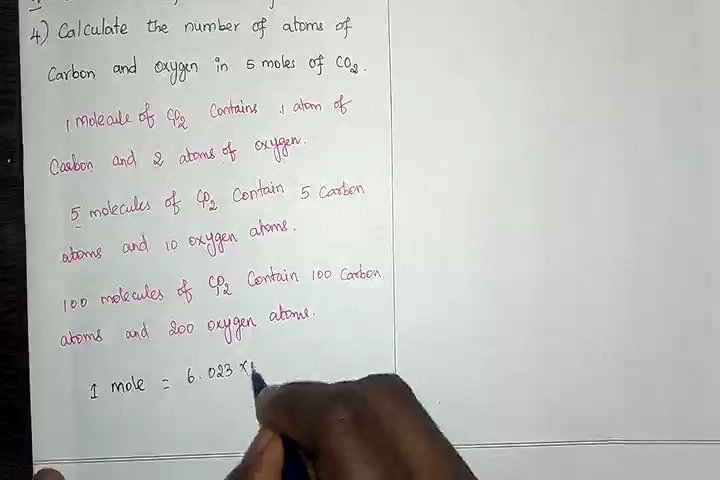 4) Calculate the number of atoms of
Carbon and oxygen in 5 moles of CO2.
1 molecule of CO2 contains 1 atom of
Carbon and 2 atoms of oxygen.
5 molecules of CO2 contain 5 Carbon
atoms and 10 oxygen atoms.
100 molecules of CO2 contain 100 Carbon
atoms and 200 oxygen atoms.
1 mole = 6.023 ×